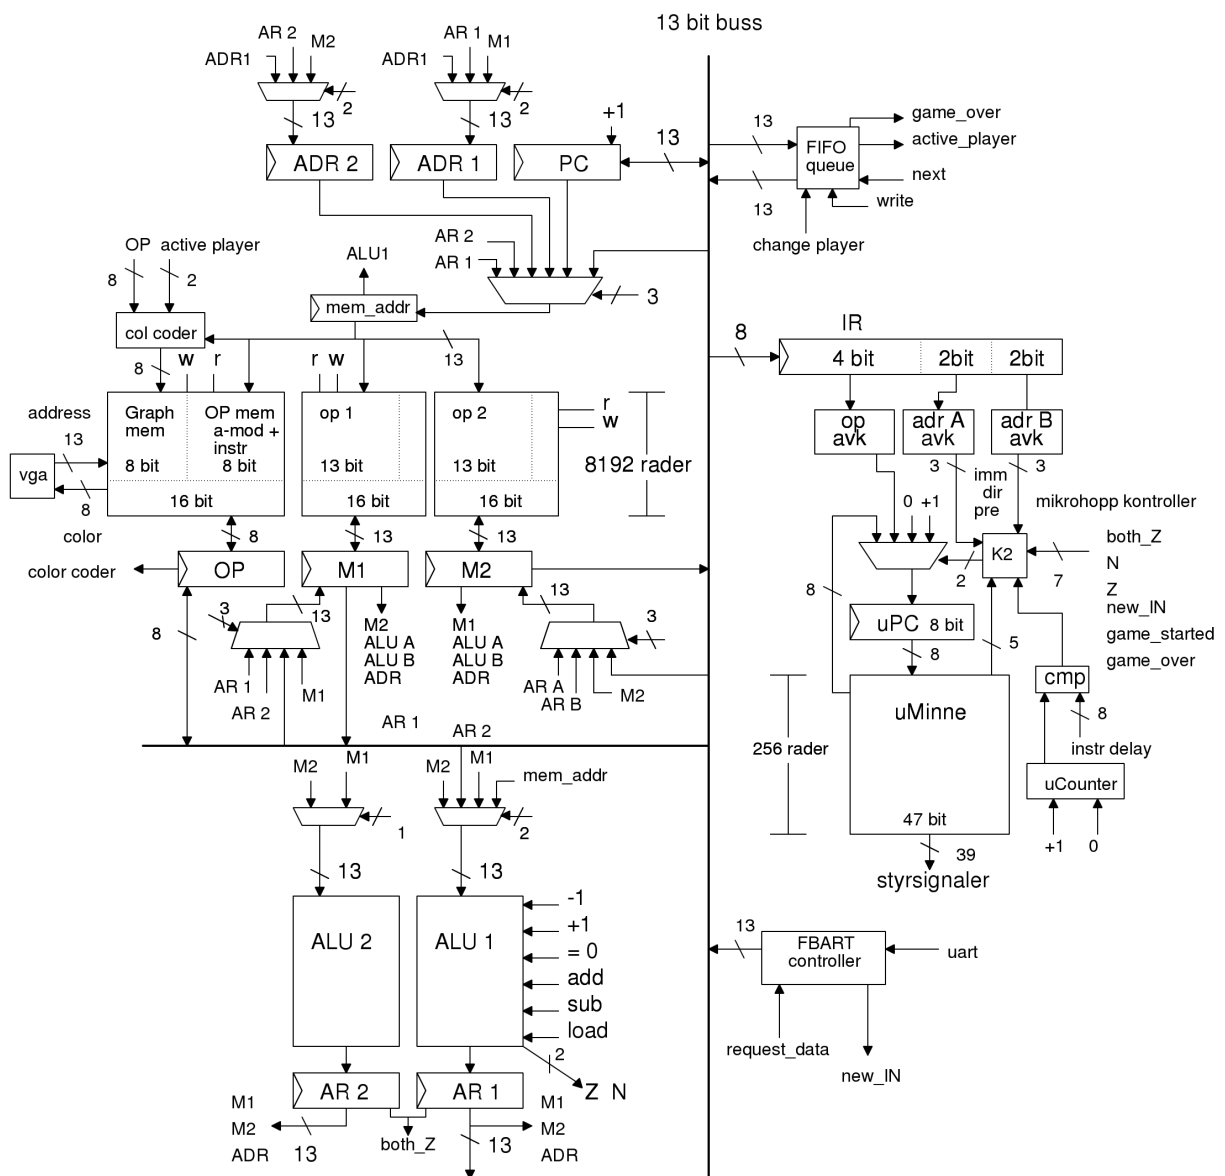 13 bit buss
AR 2
M2
ADR1
2
13
AR 1
M1
ADR1
2
13
+1
13
ADR 2
ADR 1
PC
13
FIFO
queue
13
game_over
active_player
next
write
change player
OP
active player
8
2
ALU1
AR 2
AR 1
3
mem_addr
col coder
13
8
w
r
r
w
address
13
vga
8
color
Graph
mem
8 bit
OP mem
a-mod +
instr
8 bit
16 bit
op 1
13 bit
16 bit
op 2
13 bit
16 bit
r
w
8192 rader
8
IR
4 bit
2bit
2bit
op
avk
adr A
avk
adr B
avk
3
3
imm
dir
pre
0
+1
mikrohopp kontroller
K2
2
7
both_Z
N
Z
new_IN
game_started
game_over
8
13
13
color coder
OP
M1
M2
8
3
13
M2
ALU A
ALU B
ADR
M1
ALU A
ALU B
ADR
13
3
AR 1
AR 2
M1
AR A
AR B
M2
8
uPC
8 bit
8
5
cmp
8
instr delay
uCounter
+1
0
uMinne
256 rader
47 bit
39
styrsignaler
AR 1
AR 2
M2
M1
1
13
M2
M1
mem_addr
2
13
ALU 2
ALU 1
-1
+1
= 0
add
sub
load
2
Z N
13
FBART
controller
uart
request_data
new_IN
AR 2
AR 1
M1
M2
ADR
13
both_Z
13
M1
M2
ADR